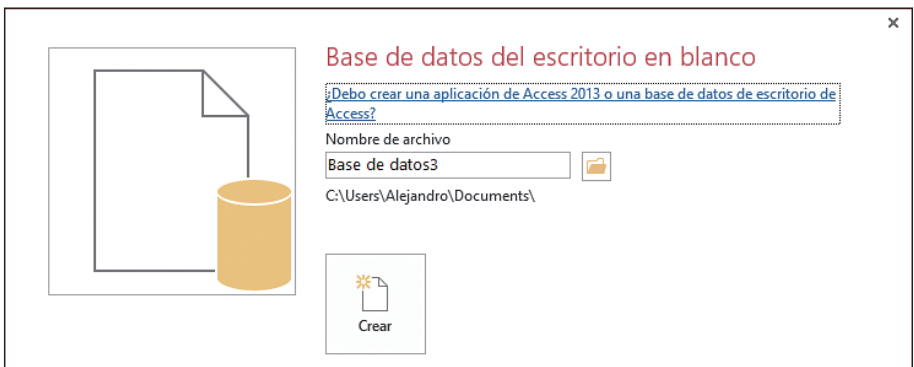 Base de datos del escritorio en blanco
¿Debo crear una aplicación de Access 2013 o una base de datos de escritorio de
Access?
Nombre de archivo
Base de datos3
C:\Users\Alejandro\Documents\
Crear